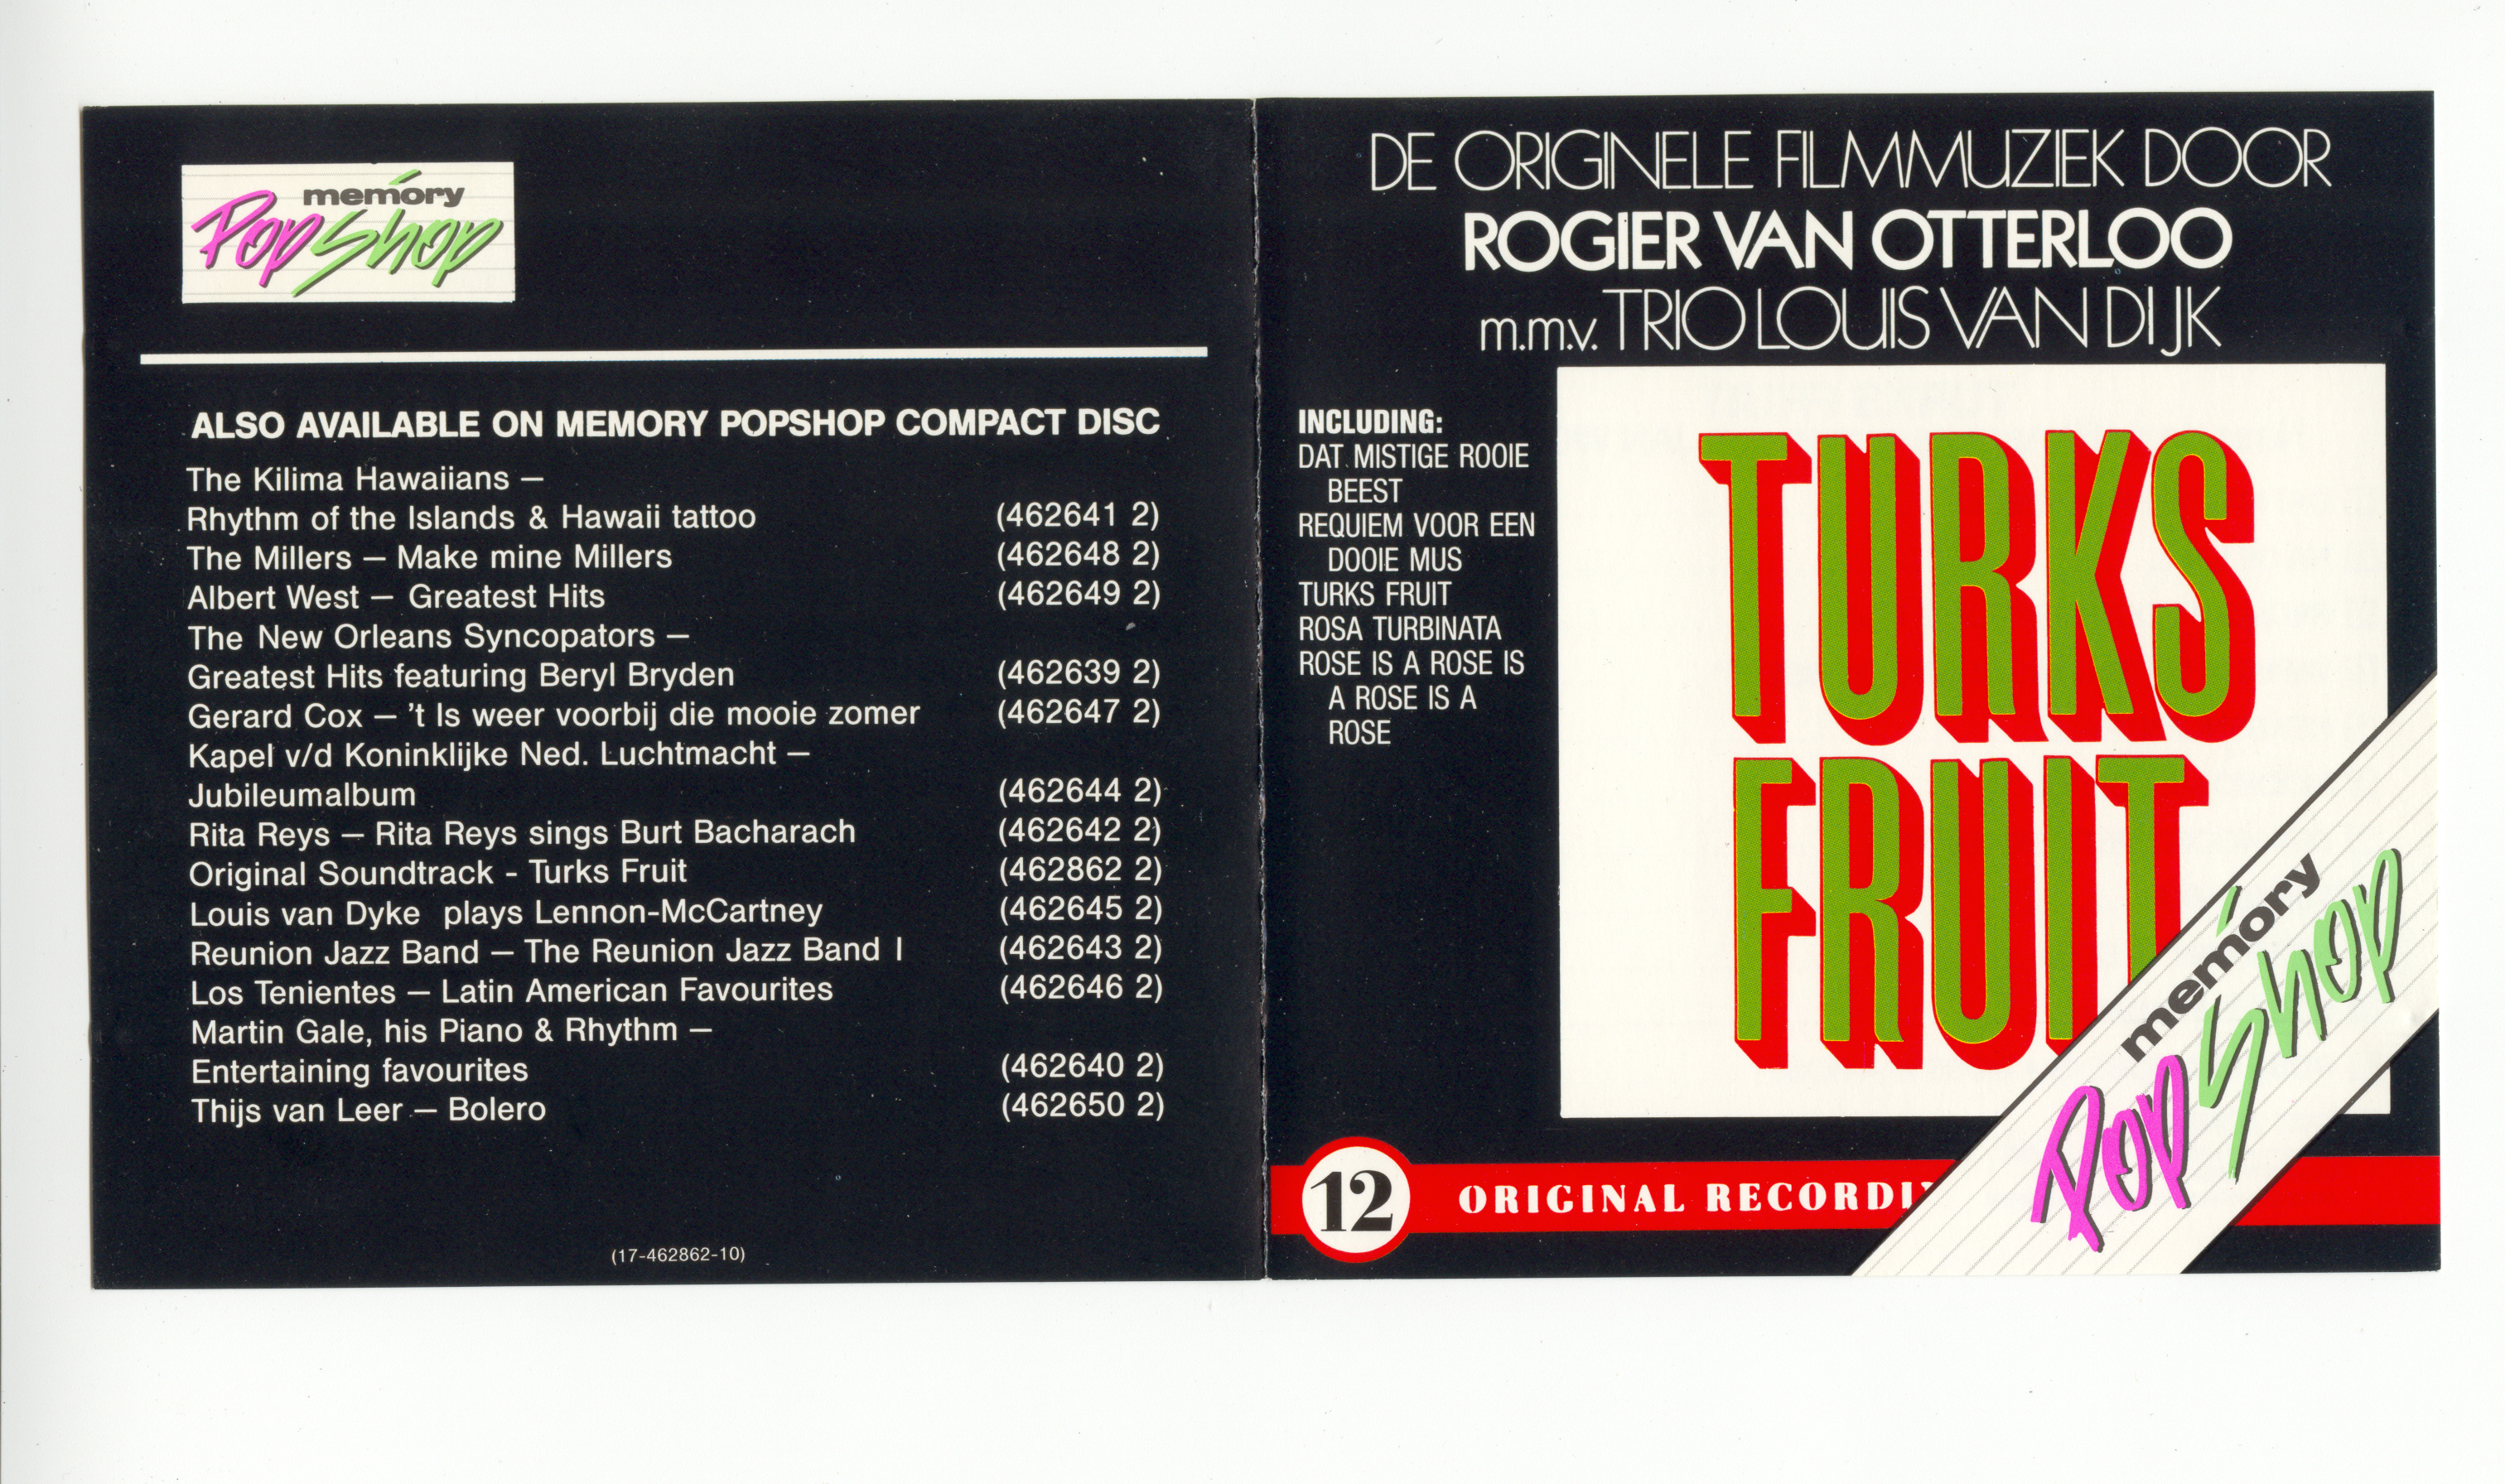 memory
PopShop
ALSO AVAILABLE ON MEMORY POPSHOP COMPACT DISC
The Kilima Hawaiians –
Rhythm of the Islands & Hawaii tattoo (462641 2)
The Millers – Make mine Millers (462648 2)
Albert West – Greatest Hits (462649 2)
The New Orleans Syncopators –
Greatest Hits featuring Beryl Bryden (462639 2)
Gerard Cox – 't Is weer voorbij die mooie zomer (462647 2)
Kapel v/d Koninklijke Ned. Luchtmacht –
Jubileumalbum (462644 2)
Rita Reys – Rita Reys sings Burt Bacharach (462642 2)
Original Soundtrack - Turks Fruit (462862 2)
Louis van Dyke plays Lennon-McCartney (462645 2)
Reunion Jazz Band – The Reunion Jazz Band I (462643 2)
Los Tenientes – Latin American Favourites (462646 2)
Martin Gale, his Piano & Rhythm –
Entertaining favourites (462640 2)
Thijs van Leer – Bolero (462650 2)
(17-462862-10)
DE ORIGINELE FILMMUZIEK DOOR
ROGIER VAN OTTERLOO
m.m.v. TRIO LOUIS VAN DIJK
INCLUDING:
DAT MISTIGE ROOIE
BEEST
REQUIEM VOOR EEN
DOOIE MUS
TURKS FRUIT
ROSA TURBINATA
ROSE IS A ROSE IS
A ROSE IS A
ROSE
TURKS
FRUIT
memory
PopShop
12 ORIGINAL RECORDI